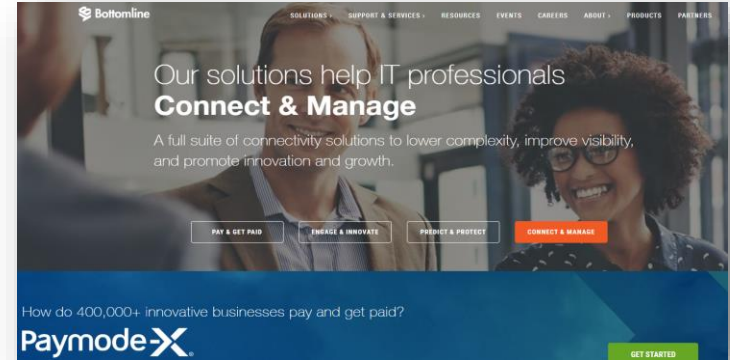 Bottomline
SOLUTIONS SUPPORT & SERVICES RESOURCES EVENTS CAREERS ABOUT PRODUCTS PARTNERS
Our solutions help IT professionals
Connect & Manage
A full suite of connectivity solutions to lower complexity, improve visibility,
and promote innovation and growth.
PAY & GET PAID ENGAGE & INNOVATE PREDICT & PROTECT CONNECT & MANAGE
How do 400,000+ innovative businesses pay and get paid?
Paymode-X
GET STARTED